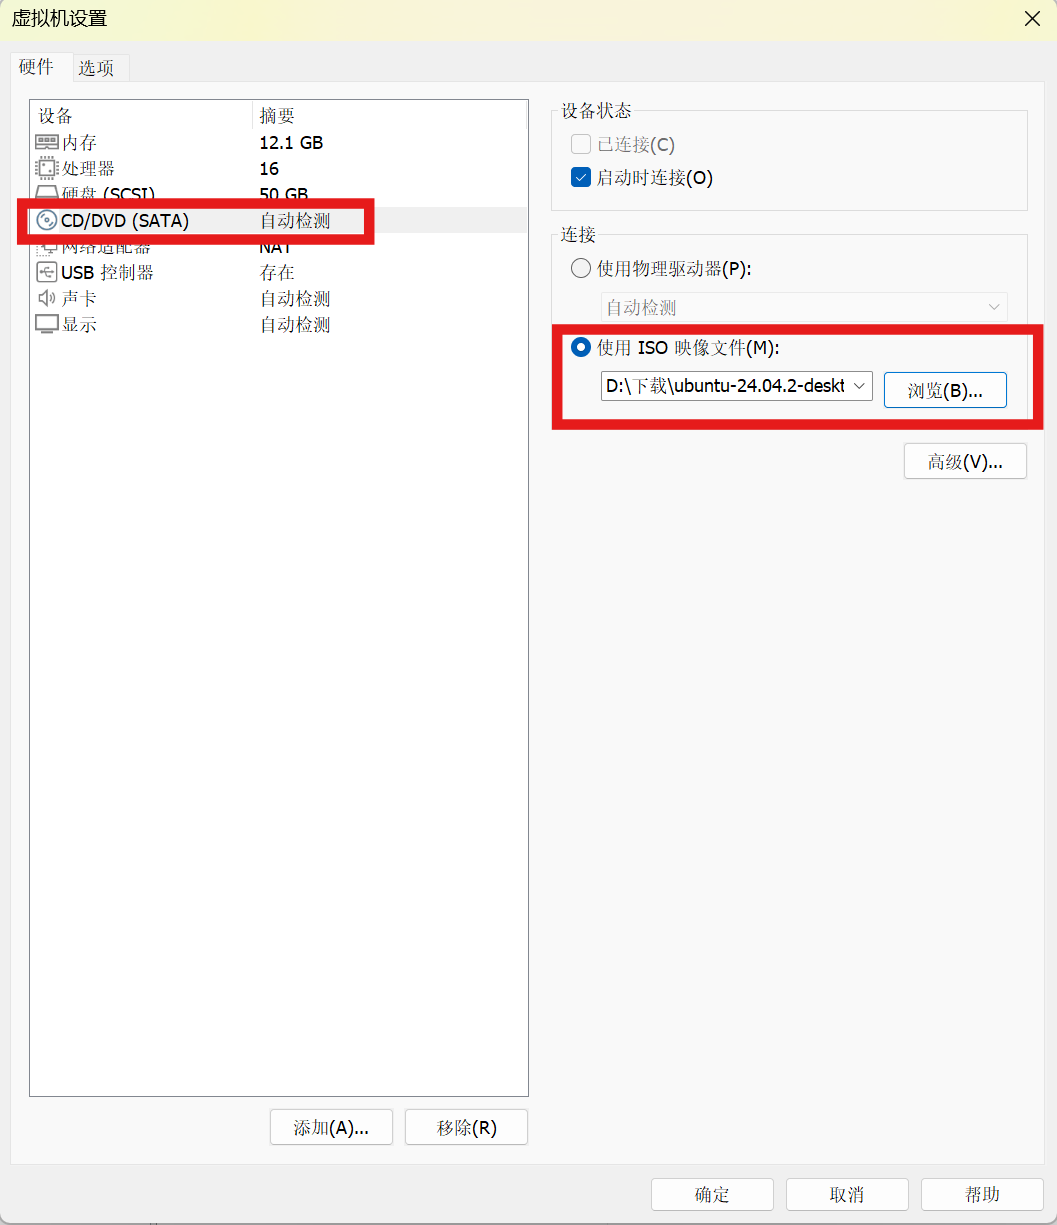 虚拟机设置
硬件 选项
设备 摘要
内存 12.1 GB
处理器 16
硬盘 (SCSI) 50 GB
CD/DVD (SATA) 自动检测
网络适配器 NAT
USB 控制器 存在
声卡 自动检测
显示 自动检测
添加(A)... 移除(R)
设备状态
已连接(C)
启动时连接(O)
连接
使用物理驱动器(P):
自动检测
使用 ISO 映像文件(M):
D:\下载\ubuntu-24.04.2-deskt 浏览(B)...
高级(V)...
确定 取消 帮助